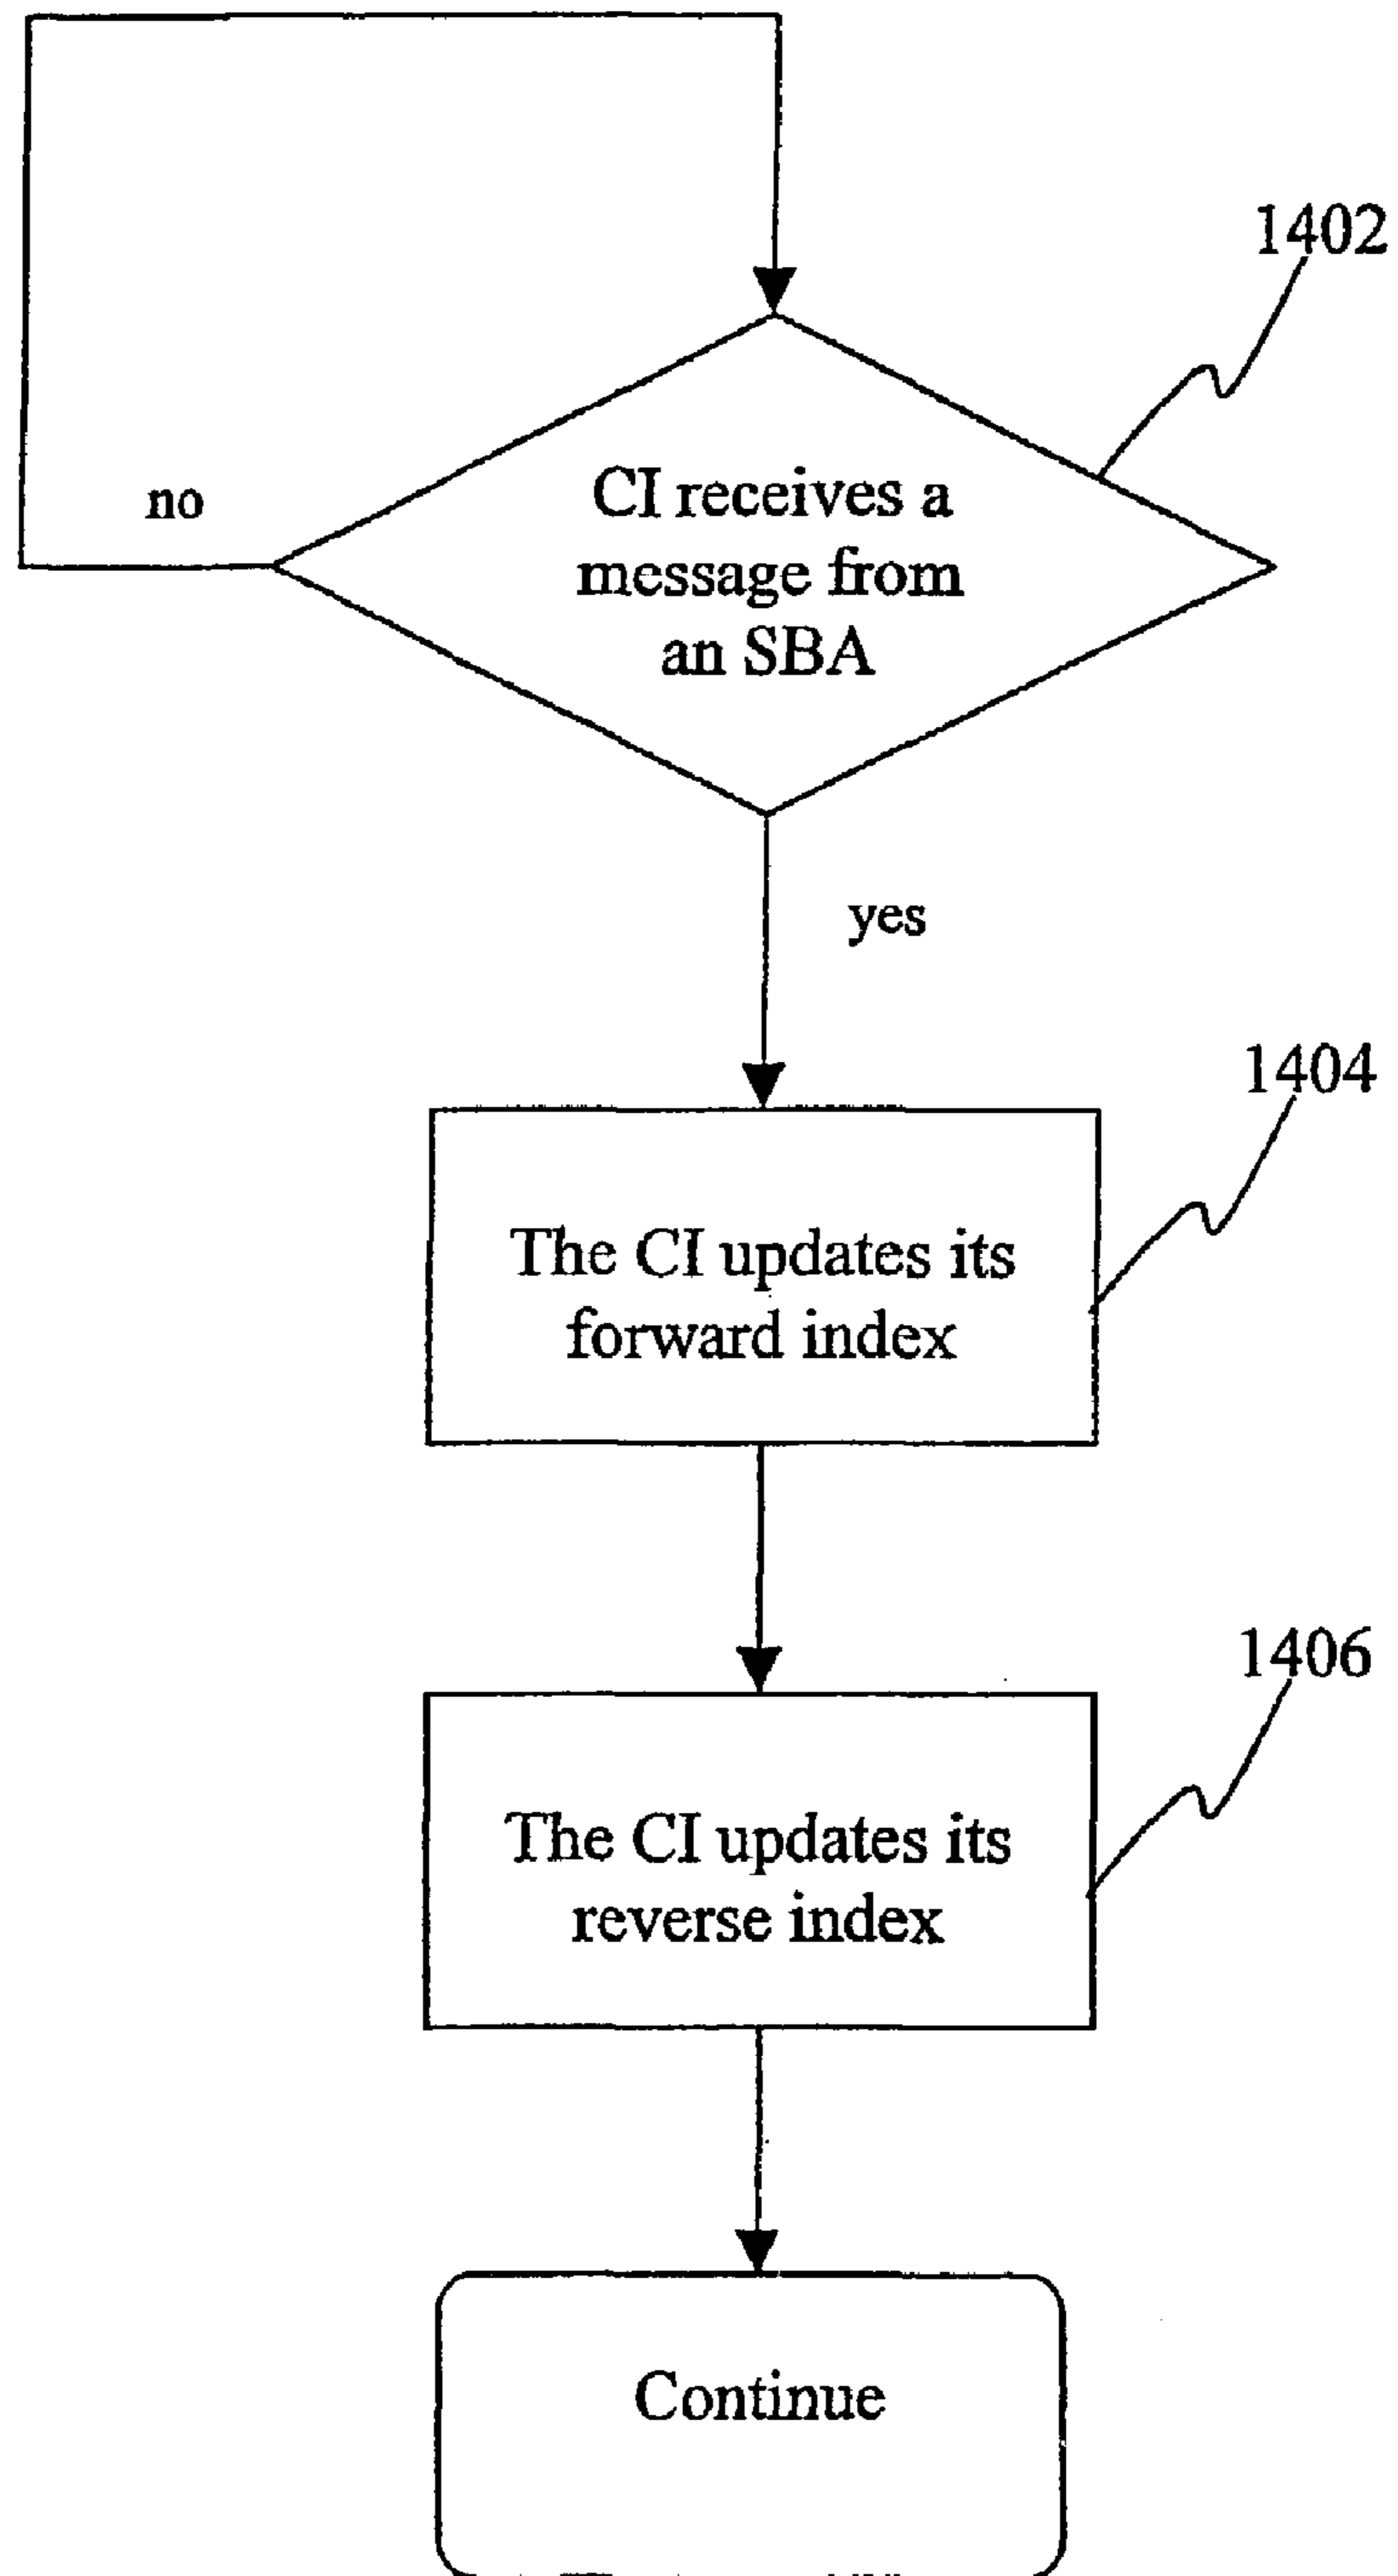 1402
CI receives a
message from
an SBA
no
yes
1404
The CI updates its
forward index
1406
The CI updates its
reverse index
Continue